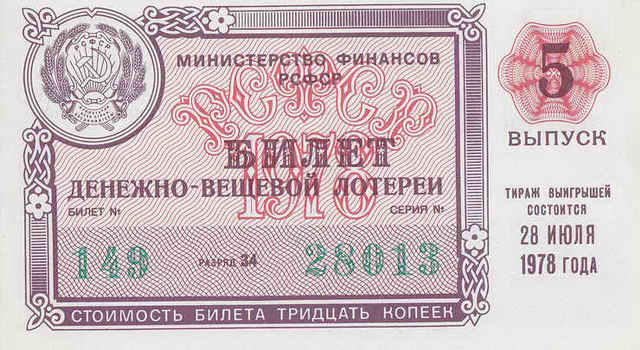 РСФСР
МИНИСТЕРСТВО ФИНАНСОВ
РСФСР
РСФСР
1978
БИЛЕТ
ДЕНЕЖНО-ВЕЩЕВОЙ ЛОТЕРЕИ
БИЛЕТ № СЕРИЯ №
149 РАЗРЯД 34 28013
СТОИМОСТЬ БИЛЕТА ТРИДЦАТЬ КОПЕЕК
5
ВЫПУСК
ТИРАЖ ВЫИГРЫШЕЙ
СОСТОИТСЯ
28 ИЮЛЯ
1978 ГОДА